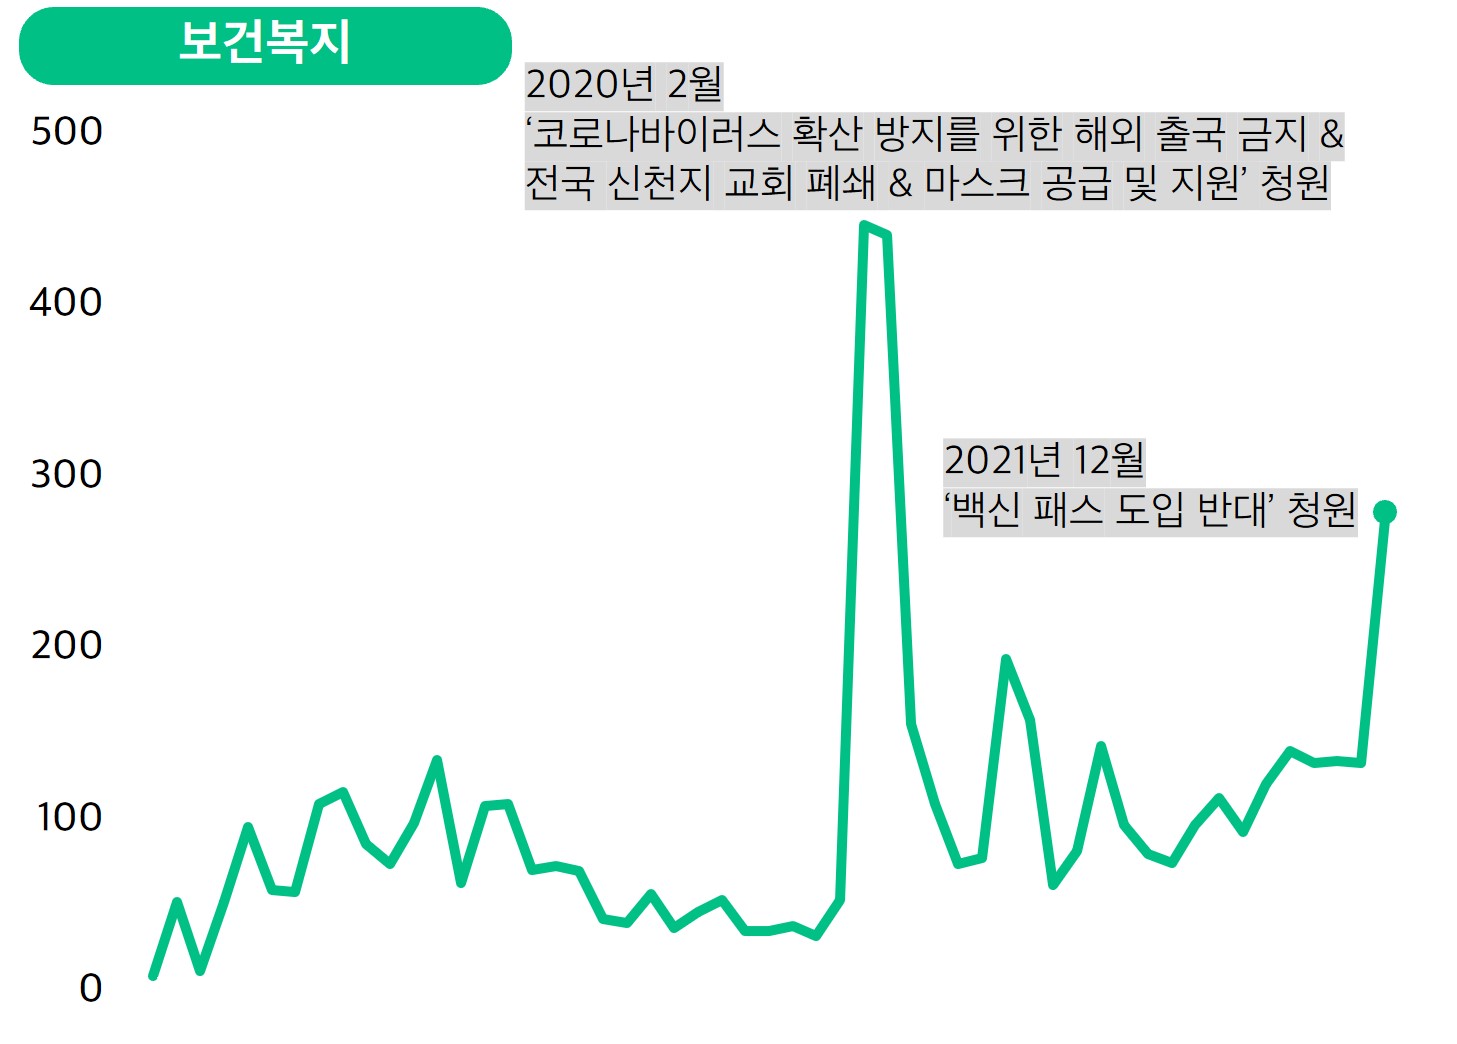 보건복지
2020년 2월
‘코로나바이러스 확산 방지를 위한 해외 출국 금지 &
전국 신천지 교회 폐쇄 & 마스크 공급 및 지원’ 청원
500
400
300
2021년 12월
‘백신 패스 도입 반대’ 청원
200
100
0